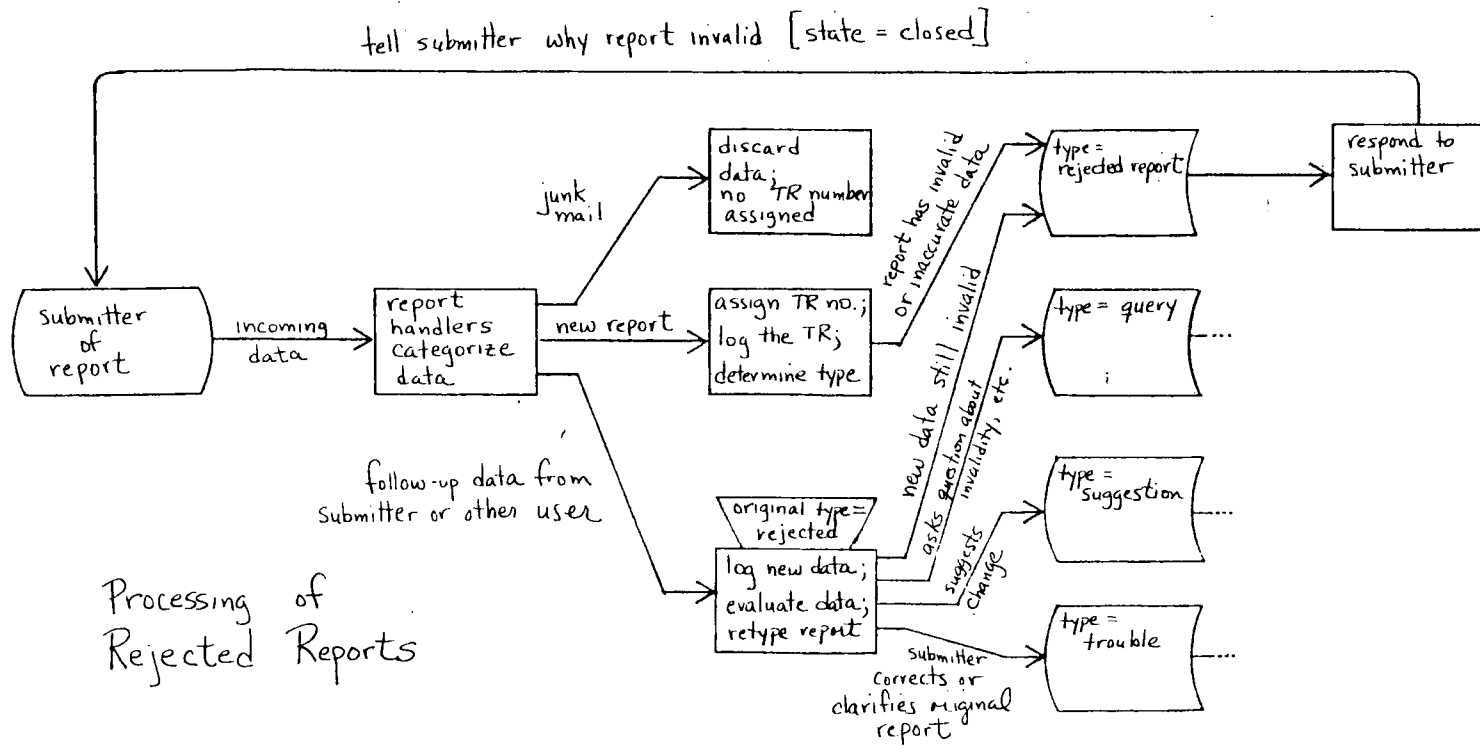 tell submitter why report invalid [state = closed]
discard
data;
no TR number
assigned
junk
mail
report has invalid
or inaccurate data
type =
rejected report
respond to
submitter
submitter
of
report
incoming
data
report
handlers
categorize
data
new report
assign TR no.;
log the TR;
determine type
new data still invalid
asks question about
invalidity, etc.
type = query
;
follow-up data from
submitter or other user
original type =
rejected
log new data;
evaluate data;
retype report
suggests
change
type =
suggestion
type =
trouble
submitter
corrects or
clarifies original
report
Processing of
Rejected Reports